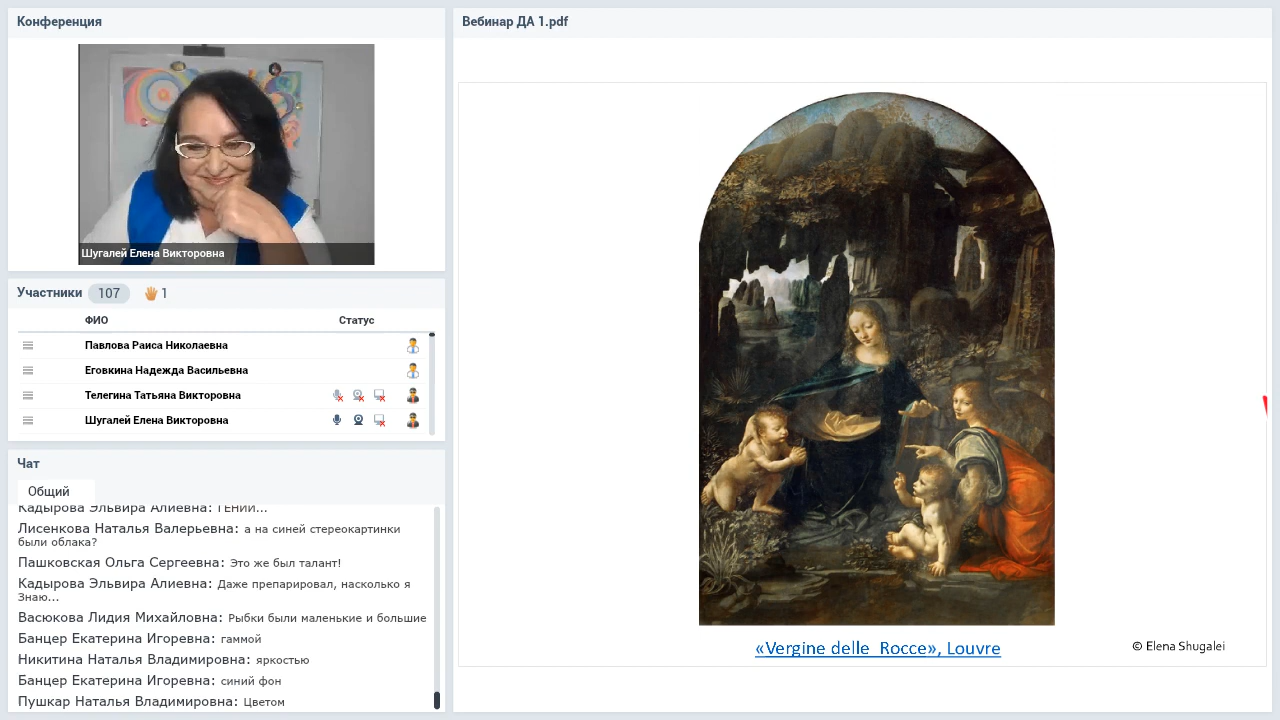 Конференция
Шугалей Елена Викторовна
Участники 107 1
ФИО Статус
Павлова Раиса Николаевна
Еговкина Надежда Васильевна
Телегина Татьяна Викторовна
Шугалей Елена Викторовна
Чат
Общий
Кадырова Эльвира Алиевна: ГЕНИЙ...
Лисенкова Наталья Валерьевна: а на синей стереокартинки
были облака?
Пашковская Ольга Сергеевна: Это же был талант!
Кадырова Эльвира Алиевна: Даже препарировал, насколько я
Знаю...
Васюкова Лидия Михайловна: Рыбки были маленькие и большие
Банцер Екатерина Игоревна: гаммой
Никитина Наталья Владимировна: яркостью
Банцер Екатерина Игоревна: синий фон
Пушкар Наталья Владимировна: Цветом
Вебинар ДА 1.pdf
«Vergine delle Rocce», Louvre
© Elena Shugalei